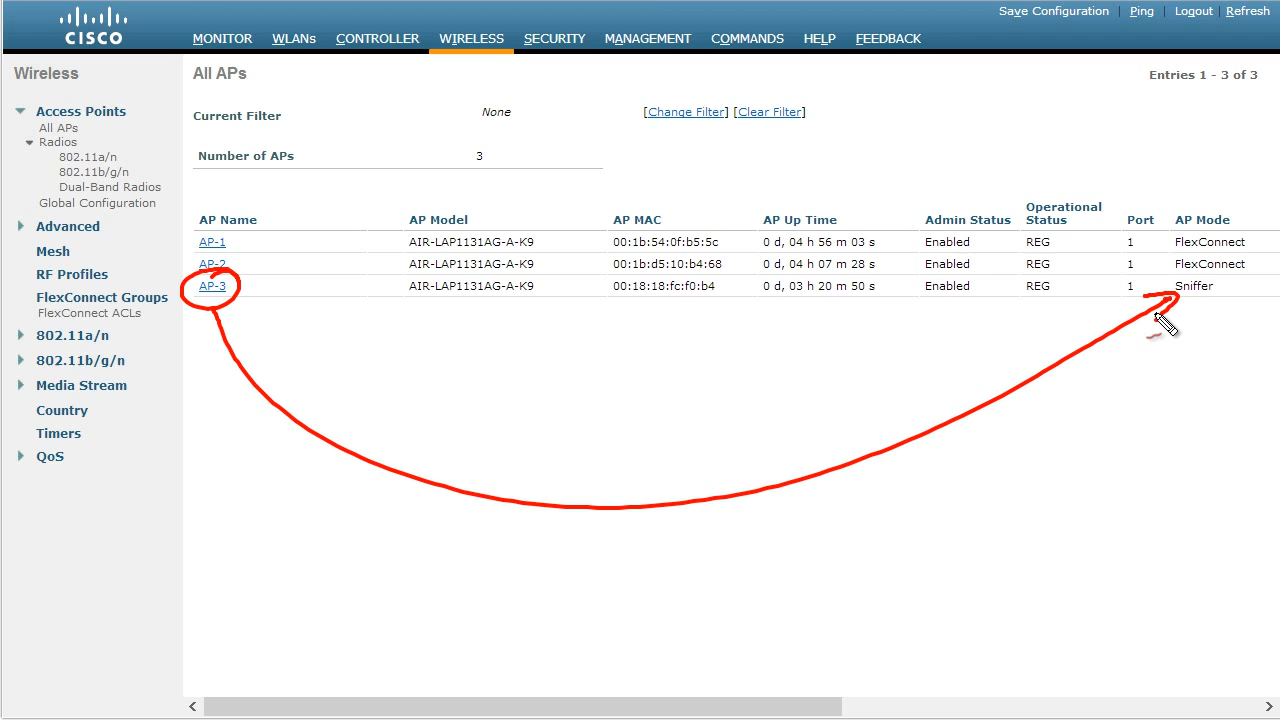 Save Configuration | Ping | Logout | Refresh
CISCO
MONITOR WLANs CONTROLLER WIRELESS SECURITY MANAGEMENT COMMANDS HELP FEEDBACK
Wireless
Access Points
All APs
Radios
802.11a/n
802.11b/g/n
Dual-Band Radios
Global Configuration
Advanced
Mesh
RF Profiles
FlexConnect Groups
FlexConnect ACLs
802.11a/n
802.11b/g/n
Media Stream
Country
Timers
QoS
All APs
Entries 1 - 3 of 3
Current Filter None [Change Filter] [Clear Filter]
Number of APs 3
AP Name AP Model AP MAC AP Up Time Admin Status Operational Status Port AP Mode
AP-1 AIR-LAP1131AG-A-K9 00:1b:54:0f:b5:5c 0 d, 04 h 56 m 03 s Enabled REG 1 FlexConnect
AP-2 AIR-LAP1131AG-A-K9 00:1b:d5:10:b4:68 0 d, 04 h 07 m 28 s Enabled REG 1 FlexConnect
AP-3 AIR-LAP1131AG-A-K9 00:18:18:fc:f0:b4 0 d, 03 h 20 m 50 s Enabled REG 1 Sniffer